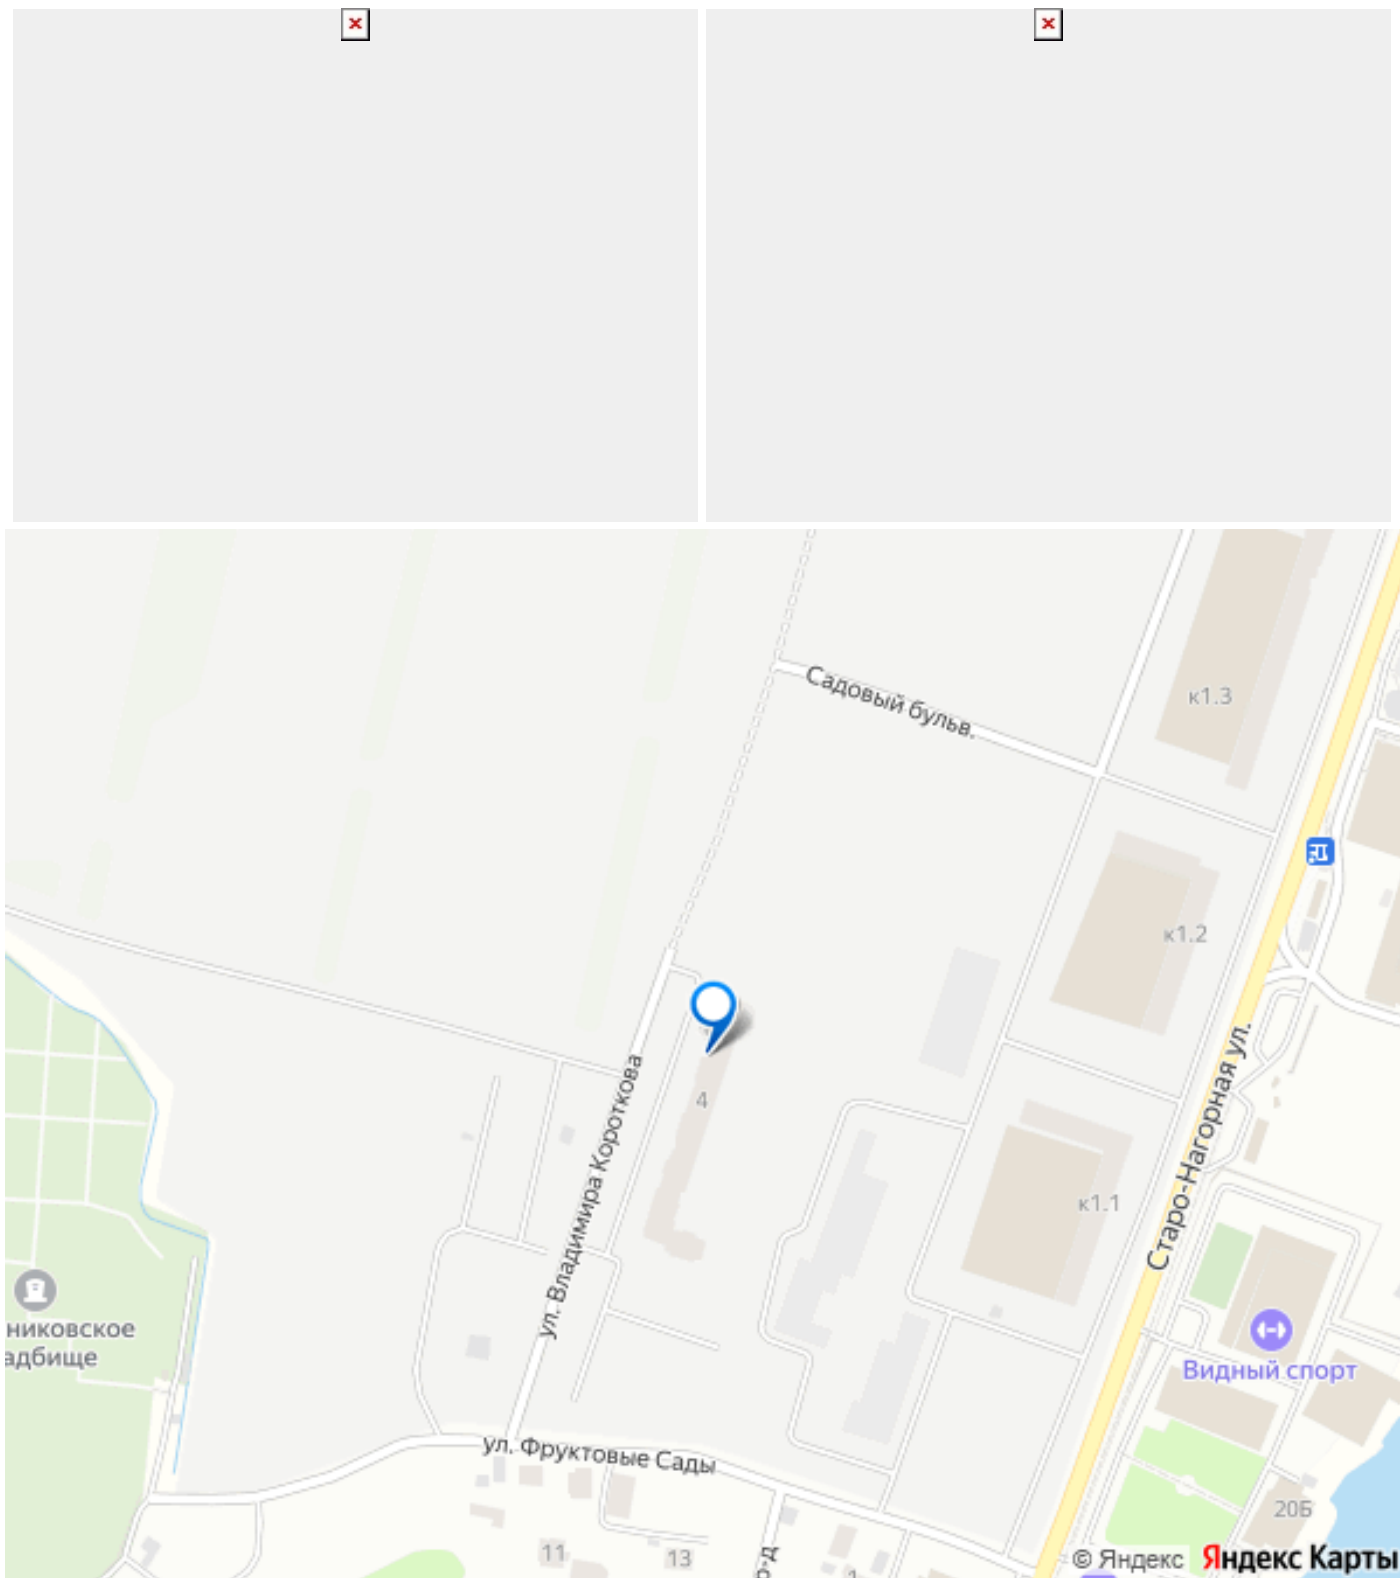 Садовый бульв.
к1.3
к1.2
4
ул. Владимира Короткова
к1.1
Старо-Нагорная ул.
никовское
адбище
Видный спорт
ул. Фруктовые Сады
20Б
11
13
© Яндекс Яндекс Карты